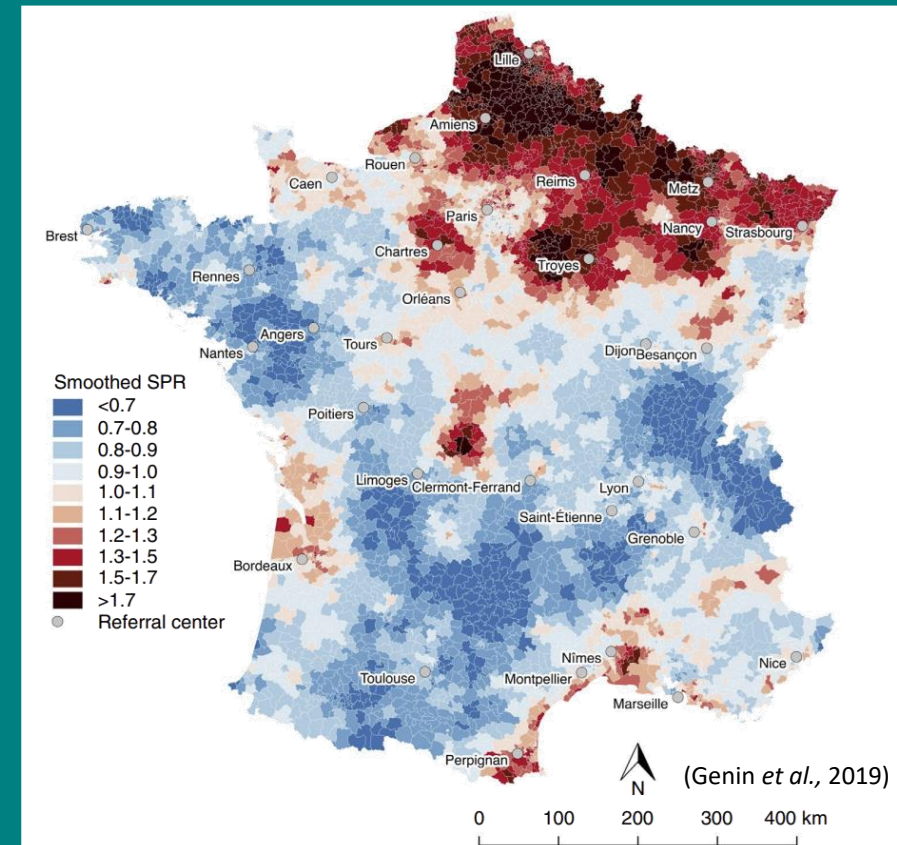 Lille
Amiens
Rouen
Caen
Reims
Metz
Paris
Nancy
Strasbourg
Brest
Chartres
Troyes
Rennes
Orléans
Angers
Tours
Nantes
Dijon
Besançon
Smoothed SPR
<0.7
0.7-0.8
0.8-0.9
0.9-1.0
1.0-1.1
1.1-1.2
1.2-1.3
1.3-1.5
1.5-1.7
>1.7
Referral center
Poitiers
Limoges
Clermont-Ferrand
Lyon
Saint-Étienne
Grenoble
Bordeaux
Nîmes
Nice
Toulouse
Montpellier
Marseille
Perpignan
N
(Genin et al., 2019)
0 100 200 300 400 km